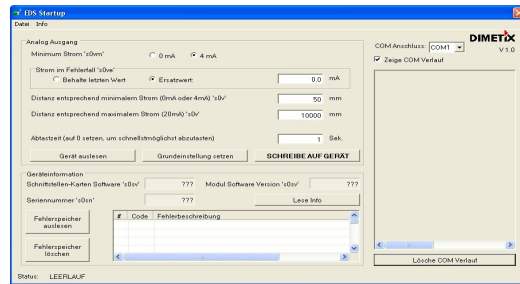 EDS Startup
Datei Info
Analog Ausgang
Minimum Strom 's0vm' 0 mA 4 mA
Strom im Fehlerfall 's0ve'
Behalte letzten Wert Ersatzwert: 0.0 mA
Distanz entsprechend minimalem Strom (0mA oder 4mA) 's0v' 50 mm
Distanz entsprechend maximalem Strom (20mA) 's0v' 10000 mm
Abtastzeit (auf 0 setzen, um schnellstmöglichst abzutasten) 1 Sek.
Gerät auslesen Grundeinstellung setzen SCHREIBE AUF GERÄT
Geräteinformation
Schnittstellen-Karten Software 's0sv' ??? Modul Software Version 's0sv' ???
Seriennummer 's0sn' ??? Lese Info
Fehlerspeicher
auslesen
Fehlerspeicher
löschen
# Code Fehlerbeschreibung
Status: LEERLAUF
DIMETIX
COM Anschluss: COM1
V 1.0
Zeige COM Verlauf
Lösche COM Verlauf